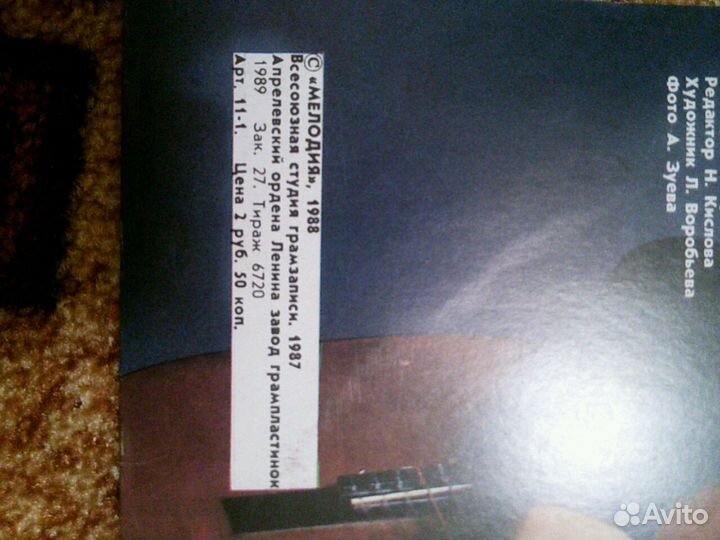 Редактор Н. Кислова
Художник Л. Воробьева
Фото А. Зуева
© «МЕЛОДИЯ», 1988
Всесоюзная студия грамзаписи. 1987
Апрелевский ордена Ленина завод грампластинок
1989 Зак. 27. Тираж 6720
Арт. 11-1. Цена 2 руб. 50 коп.
Avito